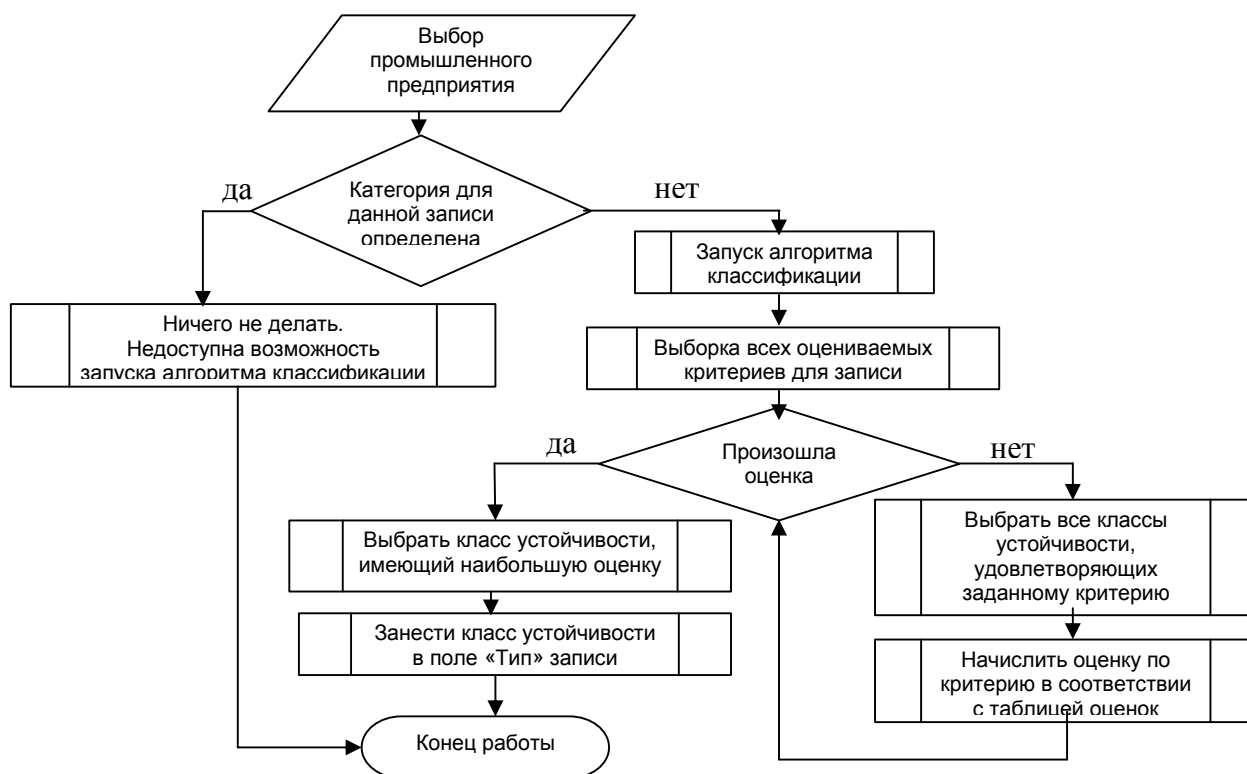 Выбор
промышленного
предприятия
да
Категория для
данной записи
определена
нет
Запуск алгоритма
классификации
Ничего не делать.
Недоступна возможность
запуска алгоритма классификации
Выборка всех оцениваемых
критериев для записи
да
Произошла
оценка
нет
Выбрать класс устойчивости,
имеющий наибольшую оценку
Выбрать все классы
устойчивости,
удовлетворяющих
заданному критерию
Занести класс устойчивости
в поле «Тип» записи
Начислить оценку по
критерию в соответствии
с таблицей оценок
Конец работы